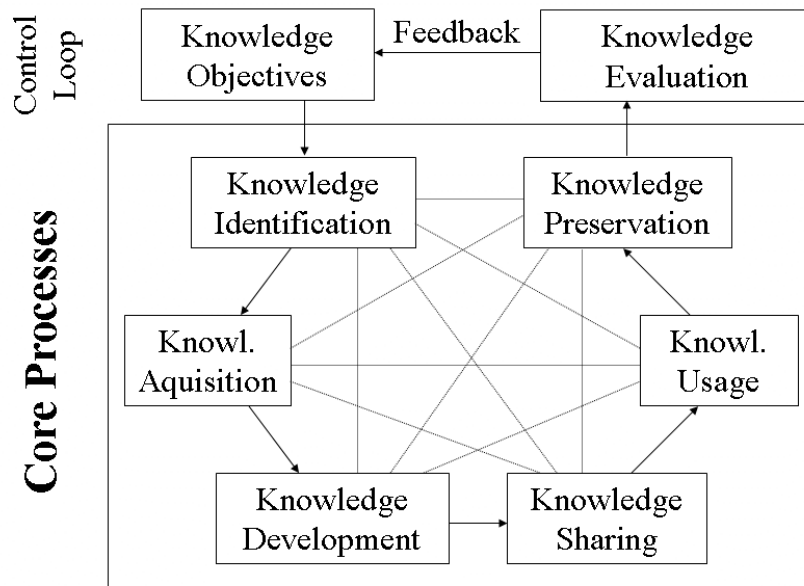 Control
Loop
Knowledge
Objectives
Feedback
Knowledge
Evaluation
Core Processes
Knowledge
Identification
Knowledge
Preservation
Knowl.
Aquisition
Knowl.
Usage
Knowledge
Development
Knowledge
Sharing